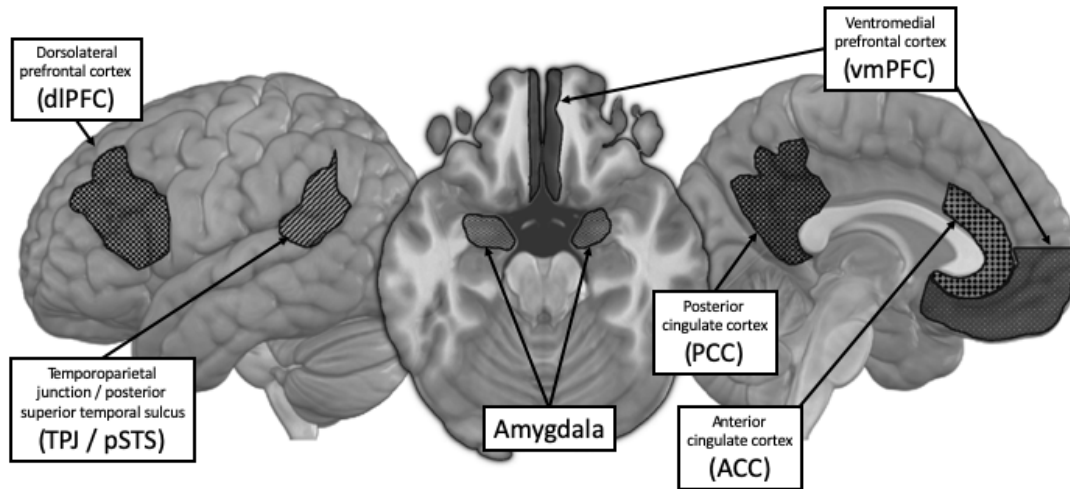 Dorsolateral
prefrontal cortex
(dlPFC)
Ventromedial
prefrontal cortex
(vmPFC)
Temporoparietal
junction / posterior
superior temporal sulcus
(TPJ / pSTS)
Amygdala
Posterior
cingulate cortex
(PCC)
Anterior
cingulate cortex
(ACC)